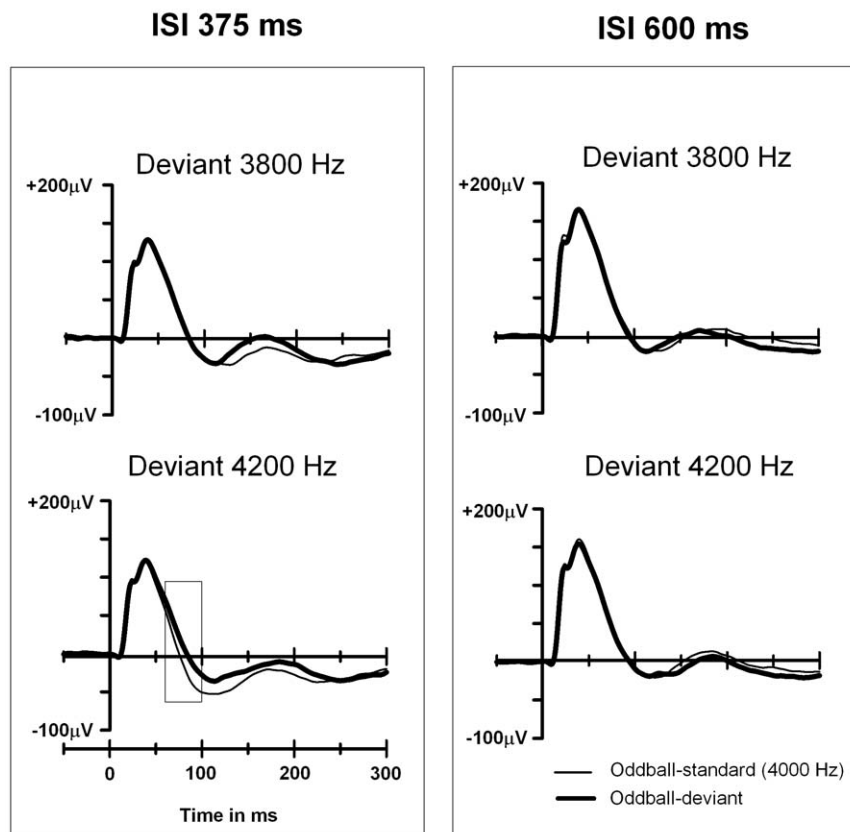 ISI 375 ms
ISI 600 ms
Deviant 3800 Hz
+200µV
-100µV
Deviant 4200 Hz
+200µV
-100µV
0
100
200
300
Time in ms
Deviant 3800 Hz
+200µV
-100µV
Deviant 4200 Hz
+200µV
-100µV
Oddball-standard (4000 Hz)
Oddball-deviant